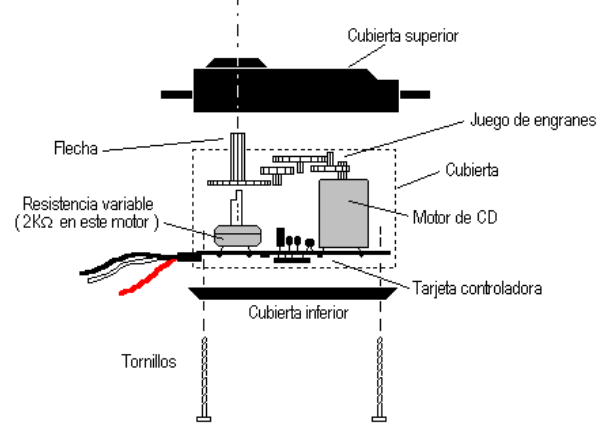 Cubierta superior
Juego de engranes
Flecha
Cubierta
Resistencia variable
( 2KΩ en este motor )
Motor de CD
Tarjeta controladora
Cubierta inferior
Tornillos